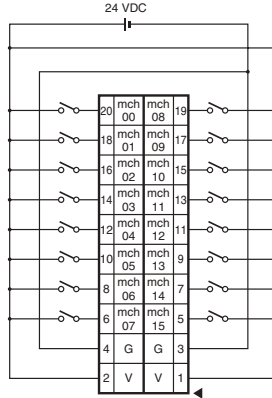 24 VDC
20 mch 00 mch 08 19
18 mch 01 mch 09 17
16 mch 02 mch 10 15
14 mch 03 mch 11 13
12 mch 04 mch 12 11
10 mch 05 mch 13 9
8 mch 06 mch 14 7
6 mch 07 mch 15 5
4 G G 3
2 V V 1